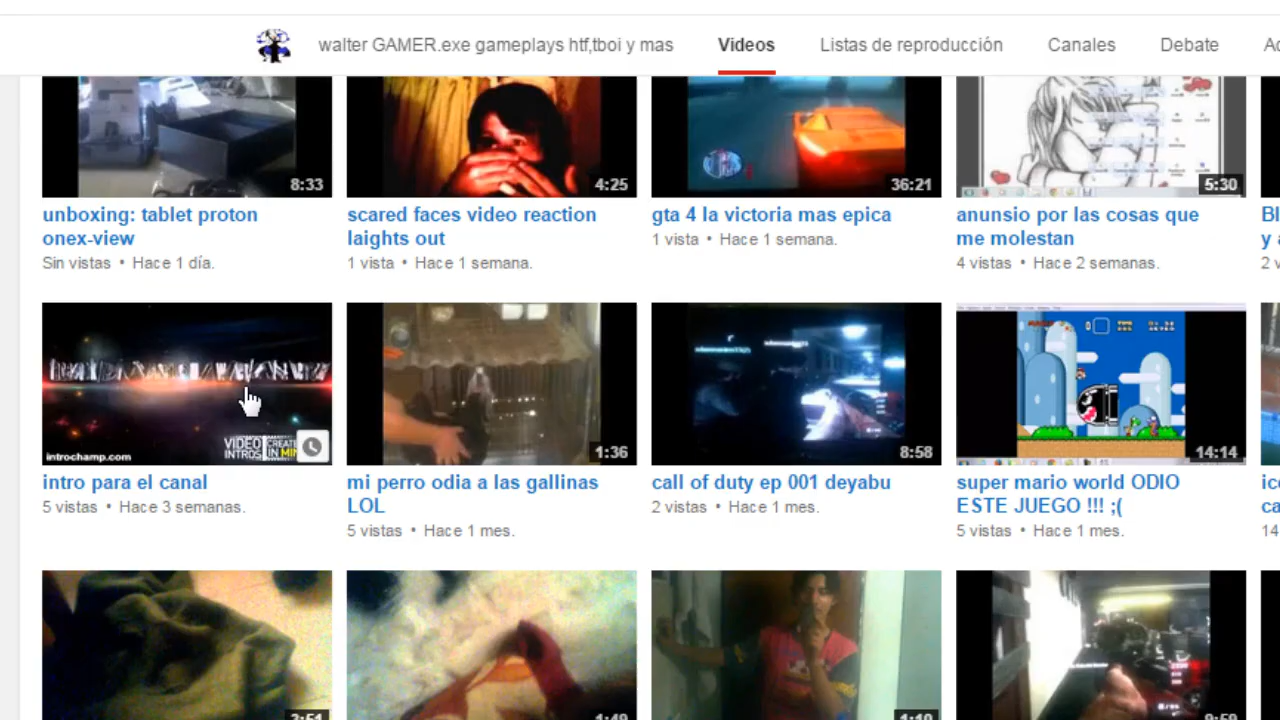 walter GAMER.exe gameplays htf,tboi y mas Videos Listas de reproducción Canales Debate
8:33 4:25 36:21 5:30
unboxing: tablet proton onex-view
Sin vistas • Hace 1 día.
scared faces video reaction laights out
1 vista • Hace 1 semana.
gta 4 la victoria mas epica
1 vista • Hace 1 semana.
anunsio por las cosas que me molestan
4 vistas • Hace 2 semanas.
introchamp.com
VIDEO INTROS CREATE IN MIN
1:36 8:58 14:14
intro para el canal
5 vistas • Hace 3 semanas.
mi perro odia a las gallinas LOL
5 vistas • Hace 1 mes.
call of duty ep 001 deyabu
2 vistas • Hace 1 mes.
super mario world ODIO ESTE JUEGO !!! ;(
5 vistas • Hace 1 mes.
14